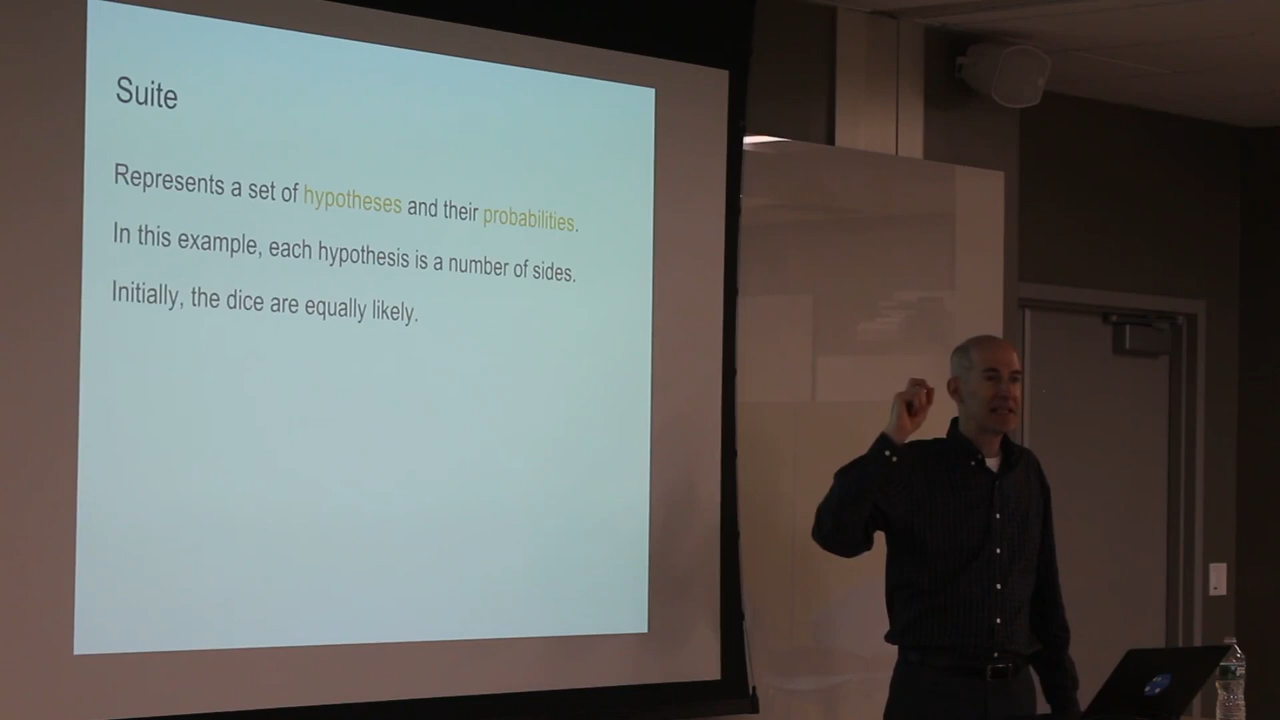 Suite
Represents a set of hypotheses and their probabilities.
In this example, each hypothesis is a number of sides.
Initially, the dice are equally likely.